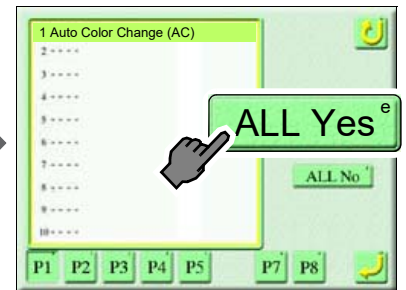 1 Auto Color Change (AC)
2 ----
3 ----
4 ----
5 ----
6 ----
7 ----
8 ----
9 ----
10 ----
ALL Yes e
ALL No
P1 P2 P3 P4 P5 P7 P8